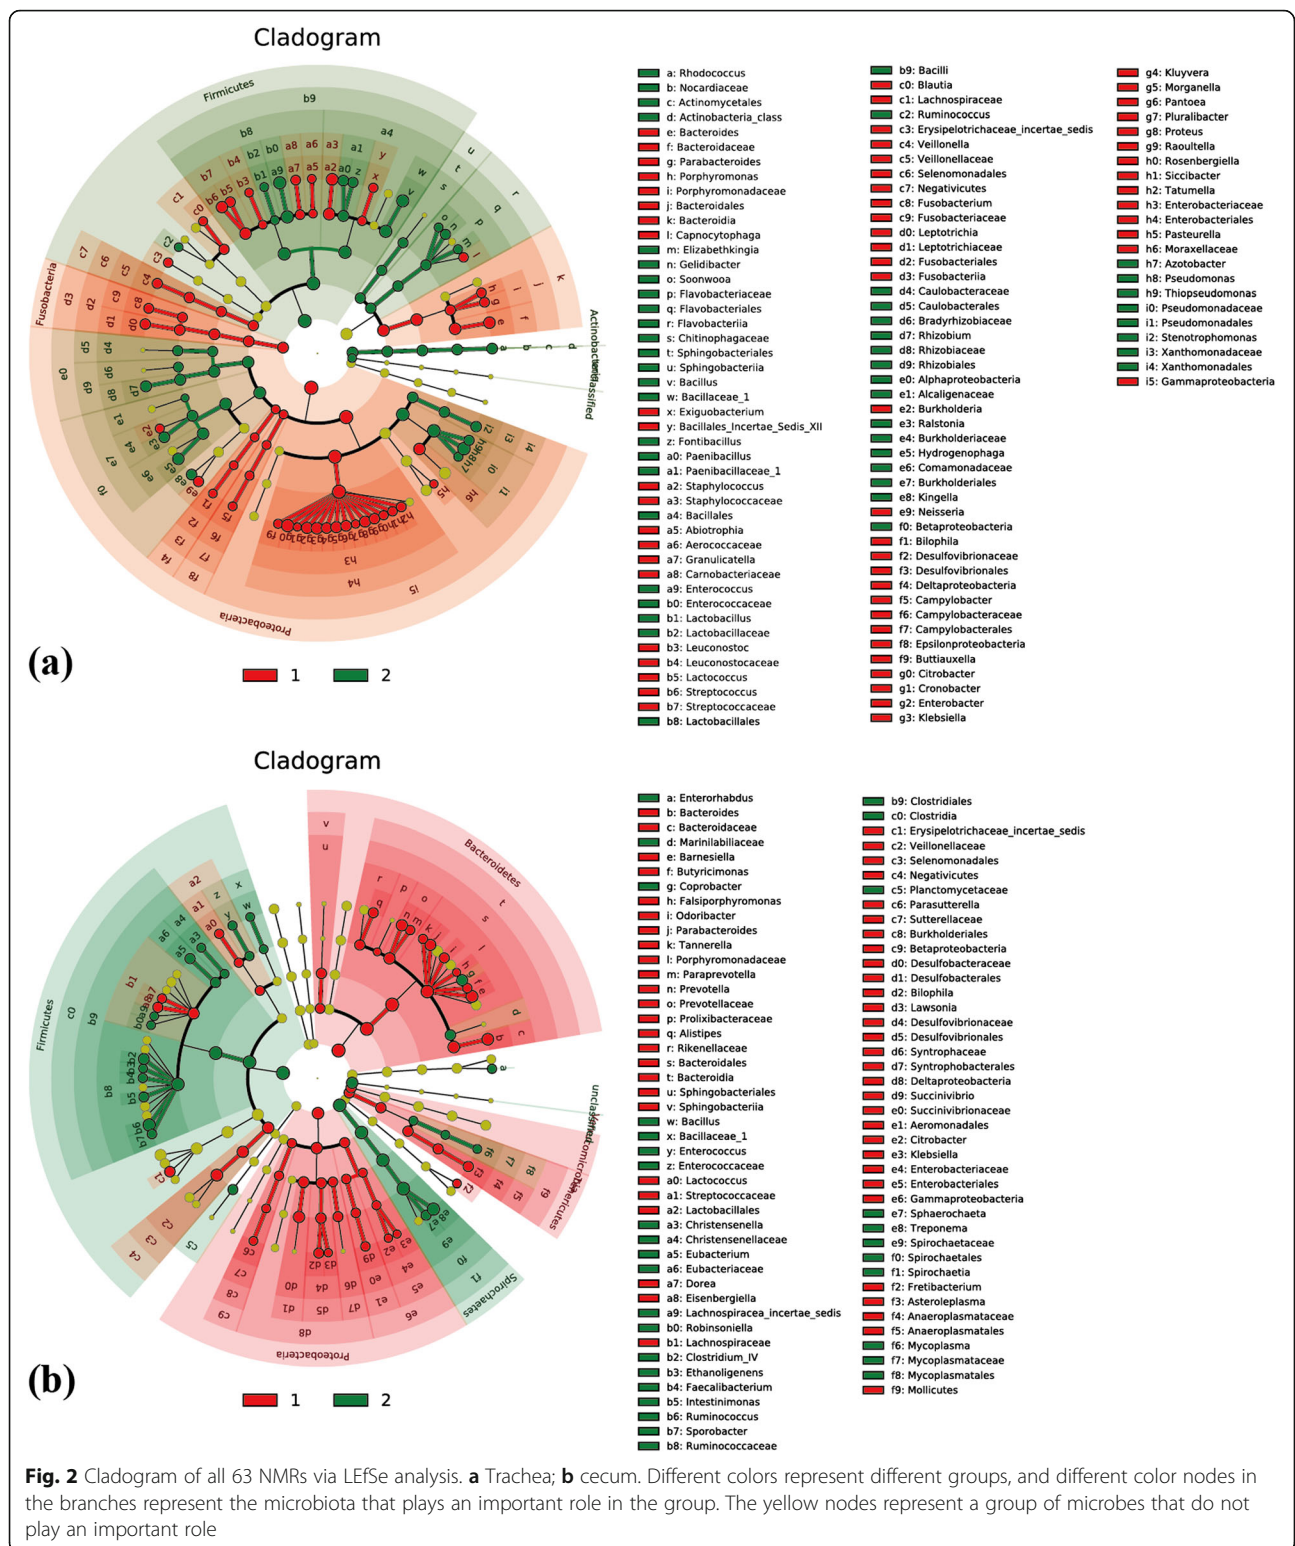 Cladogram
Firmicutes
Fusobacteria
Proteobacteria
unclassified
(a)
1
2
a: Rhodococcus
b: Nocardiaceae
c: Actinomycetales
d: Actinobacteria_class
e: Bacteroides
f: Bacteroidaceae
g: Parabacteroides
h: Porphyromonas
i: Porphyromonadaceae
j: Bacteroidales
k: Bacteroidia
l: Capnocytophaga
m: Elizabethkingia
n: Gelidibacter
o: Soonwooa
p: Flavobacteriaceae
q: Flavobacteriales
r: Flavobacteriia
s: Chitinophagaceae
t: Sphingobacteriales
u: Sphingobacteriia
v: Bacillus
w: Bacillaceae_1
x: Exiguobacterium
y: Bacillales_Incertae_Sedis_XII
z: Fontibacillus
a0: Paenibacillus
a1: Paenibacillaceae_1
a2: Staphylococcus
a3: Staphylococcaceae
a4: Bacillales
a5: Abiotrophia
a6: Aerococcaceae
a7: Granulicatella
a8: Carnobacteriaceae
a9: Enterococcus
b0: Enterococcaceae
b1: Lactobacillus
b2: Lactobacillaceae
b3: Leuconostoc
b4: Leuconostocaceae
b5: Lactococcus
b6: Streptococcus
b7: Streptococcaceae
b8: Lactobacillales
b9: Bacilli
c0: Blautia
c1: Lachnospiraceae
c2: Ruminococcus
c3: Erysipelotrichaceae_incertae_sedis
c4: Veillonella
c5: Veillonellaceae
c6: Selenomonadales
c7: Negativicutes
c8: Fusobacterium
c9: Fusobacteriaceae
d0: Leptotrichia
d1: Leptotrichiaceae
d2: Fusobacteriales
d3: Fusobacteriia
d4: Caulobacteraceae
d5: Caulobacterales
d6: Bradyrhizobiaceae
d7: Rhizobium
d8: Rhizobiaceae
d9: Rhizobiales
e0: Alphaproteobacteria
e1: Alcaligenaceae
e2: Burkholderia
e3: Ralstonia
e4: Burkholderiaceae
e5: Hydrogenophaga
e6: Comamonadaceae
e7: Burkholderiales
e8: Kingella
e9: Neisseria
f0: Betaproteobacteria
f1: Bilophila
f2: Desulfovibrionaceae
f3: Desulfovibrionales
f4: Deltaproteobacteria
f5: Campylobacter
f6: Campylobacteraceae
f7: Campylobacterales
f8: Epsilonproteobacteria
f9: Buttiauxella
g0: Citrobacter
g1: Cronobacter
g2: Enterobacter
g3: Klebsiella
g4: Kluyvera
g5: Morganella
g6: Pantoea
g7: Pluralibacter
g8: Proteus
g9: Raoultella
h0: Rosenbergiella
h1: Siccibacter
h2: Tatumella
h3: Enterobacteriaceae
h4: Enterobacteriales
h5: Pasteurella
h6: Moraxellaceae
h7: Azotobacter
h8: Pseudomonas
h9: Thiopseudomonas
i0: Pseudomonadaceae
i1: Pseudomonadales
i2: Stenotrophomonas
i3: Xanthomonadaceae
i4: Xanthomonadales
i5: Gammaproteobacteria
Cladogram
Bacteroidetes
Firmicutes
Spirochaetes
Proteobacteria
(b)
1
2
a: Enterorhabdus
b: Bacteroides
c: Bacteroidaceae
d: Marinilabiliaceae
e: Barnesiella
f: Butyricimonas
g: Coprobacter
h: Falsiporphyromonas
i: Odoribacter
j: Parabacteroides
k: Tannerella
l: Porphyromonadaceae
m: Paraprevotella
n: Prevotella
o: Prevotellaceae
p: Prolixibacteraceae
q: Alistipes
r: Rikenellaceae
s: Bacteroidales
t: Bacteroidia
u: Sphingobacteriales
v: Sphingobacteriia
w: Bacillus
x: Bacillaceae_1
y: Enterococcus
z: Enterococcaceae
a0: Lactococcus
a1: Streptococcaceae
a2: Lactobacillales
a3: Christensenella
a4: Christensenellaceae
a5: Eubacterium
a6: Eubacteriaceae
a7: Dorea
a8: Eisenbergiella
a9: Lachnospiracea_incertae_sedis
b0: Robinsoniella
b1: Lachnospiraceae
b2: Clostridium_IV
b3: Ethanoligenens
b4: Faecalibacterium
b5: Intestinimonas
b6: Ruminococcus
b7: Sporobacter
b8: Ruminococcaceae
b9: Clostridiales
c0: Clostridia
c1: Erysipelotrichaceae_incertae_sedis
c2: Veillonellaceae
c3: Selenomonadales
c4: Negativicutes
c5: Planctomycetaceae
c6: Parasutterella
c7: Sutterellaceae
c8: Burkholderiales
c9: Betaproteobacteria
d0: Desulfobacteraceae
d1: Desulfobacterales
d2: Bilophila
d3: Lawsonia
d4: Desulfovibrionaceae
d5: Desulfovibrionales
d6: Syntrophaceae
d7: Syntrophobacterales
d8: Deltaproteobacteria
d9: Succinivibrio
e0: Succinivibrionaceae
e1: Aeromonadales
e2: Citrobacter
e3: Klebsiella
e4: Enterobacteriaceae
e5: Enterobacteriales
e6: Gammaproteobacteria
e7: Sphaerochaeta
e8: Treponema
e9: Spirochaetaceae
f0: Spirochaetales
f1: Spirochaetia
f2: Fretibacterium
f3: Asteroleplasma
f4: Anaeroplasmataceae
f5: Anaeroplasmatales
f6: Mycoplasma
f7: Mycoplasmataceae
f8: Mycoplasmatales
f9: Mollicutes
Fig. 2 Cladogram of all 63 NMRs via LEfSe analysis. a Trachea; b cecum. Different colors represent different groups, and different color nodes in
the branches represent the microbiota that plays an important role in the group. The yellow nodes represent a group of microbes that do not
play an important role